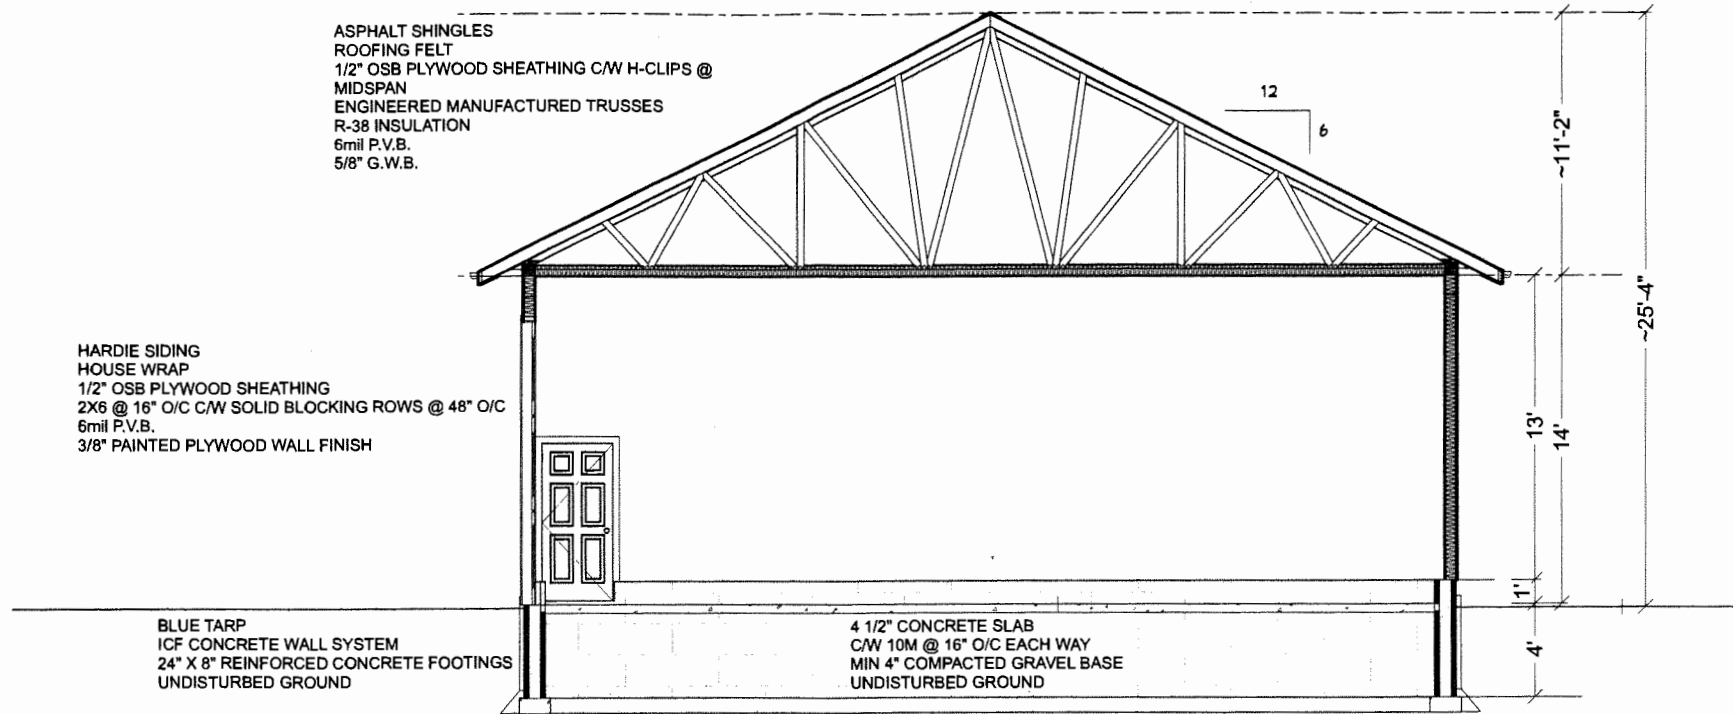 ASPHALT SHINGLES
ROOFING FELT
1/2" OSB PLYWOOD SHEATHING C/W H-CLIPS @
MIDSPAN
ENGINEERED MANUFACTURED TRUSSES
R-38 INSULATION
6mil P.V.B.
5/8" G.W.B.
12
6
~11'-2"
~25'-4"
HARDIE SIDING
HOUSE WRAP
1/2" OSB PLYWOOD SHEATHING
2X6 @ 16" O/C C/W SOLID BLOCKING ROWS @ 48" O/C
6mil P.V.B.
3/8" PAINTED PLYWOOD WALL FINISH
13'
14'
1'
4'
BLUE TARP
ICF CONCRETE WALL SYSTEM
24" X 8" REINFORCED CONCRETE FOOTINGS
UNDISTURBED GROUND
4 1/2" CONCRETE SLAB
C/W 10M @ 16" O/C EACH WAY
MIN 4" COMPACTED GRAVEL BASE
UNDISTURBED GROUND